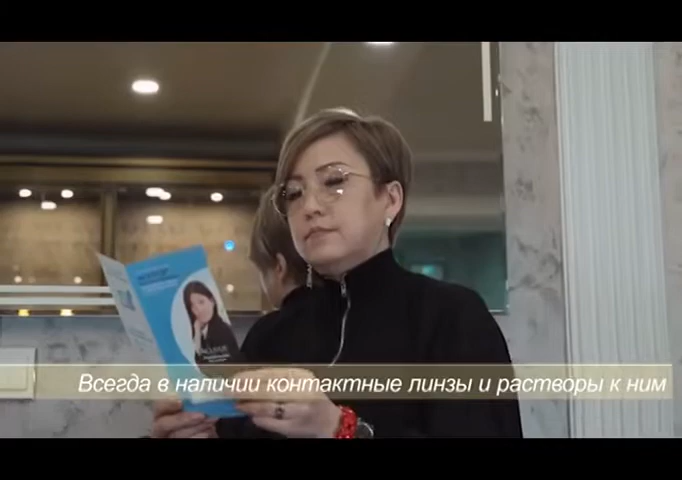 Всегда в наличии контактные линзы и растворы к ним